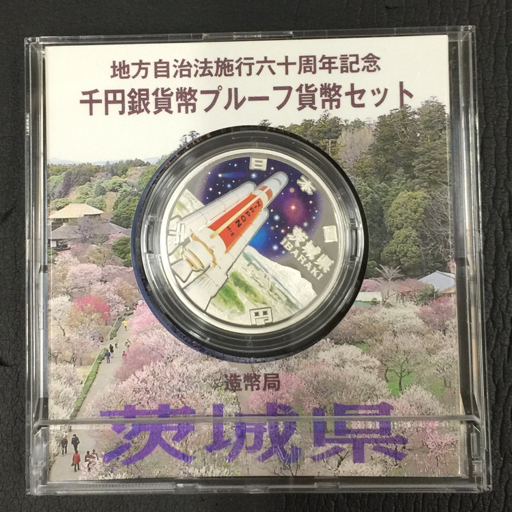 地方自治法施行六十周年記念
千円銀貨幣プルーフ貨幣セット
日本
茨城県
IBARAKI
造幣局
茨城県